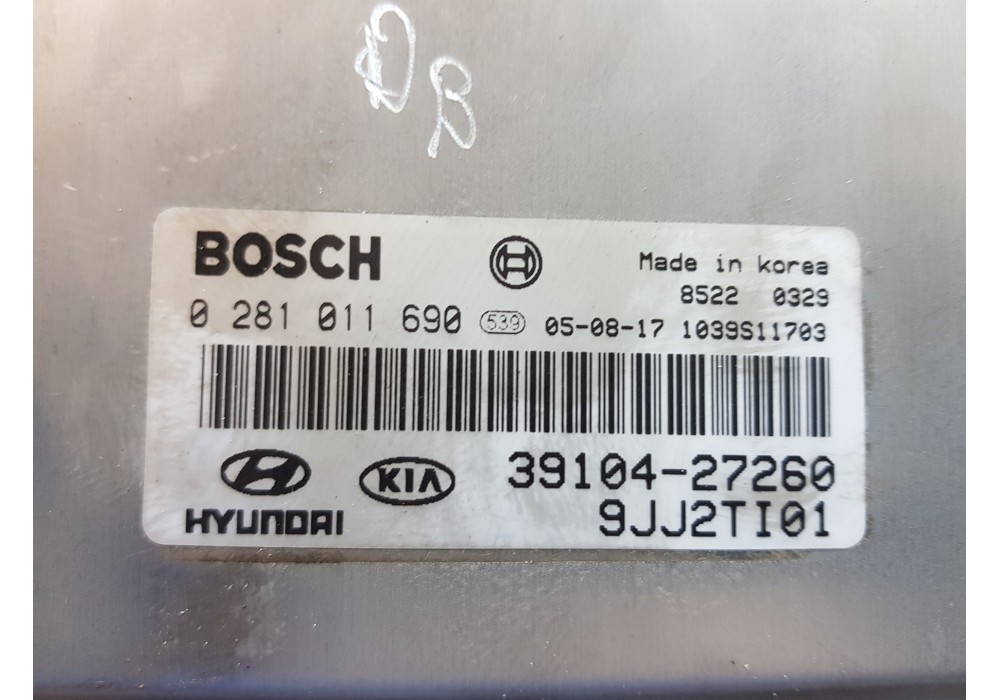 D
B
BOSCH
Made in korea
8522 0329
0 281 011 690 539 05-08-17 1039S11703
HYUNDAI KIA 39104-27260
9JJ2TI01